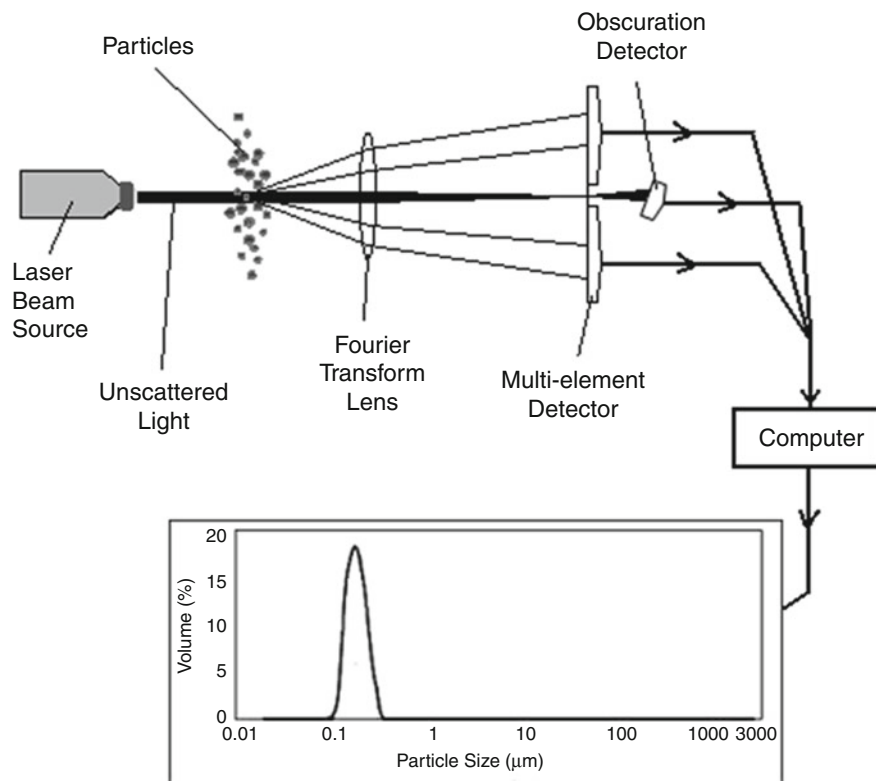 Obscuration
Detector
Particles
Laser
Beam
Source
Unscattered
Light
Fourier
Transform
Lens
Multi-element
Detector
Computer
Volume (%)
20
15
10
5
0
0.01 0.1 1 10 100 1000 3000
Particle Size (μm)